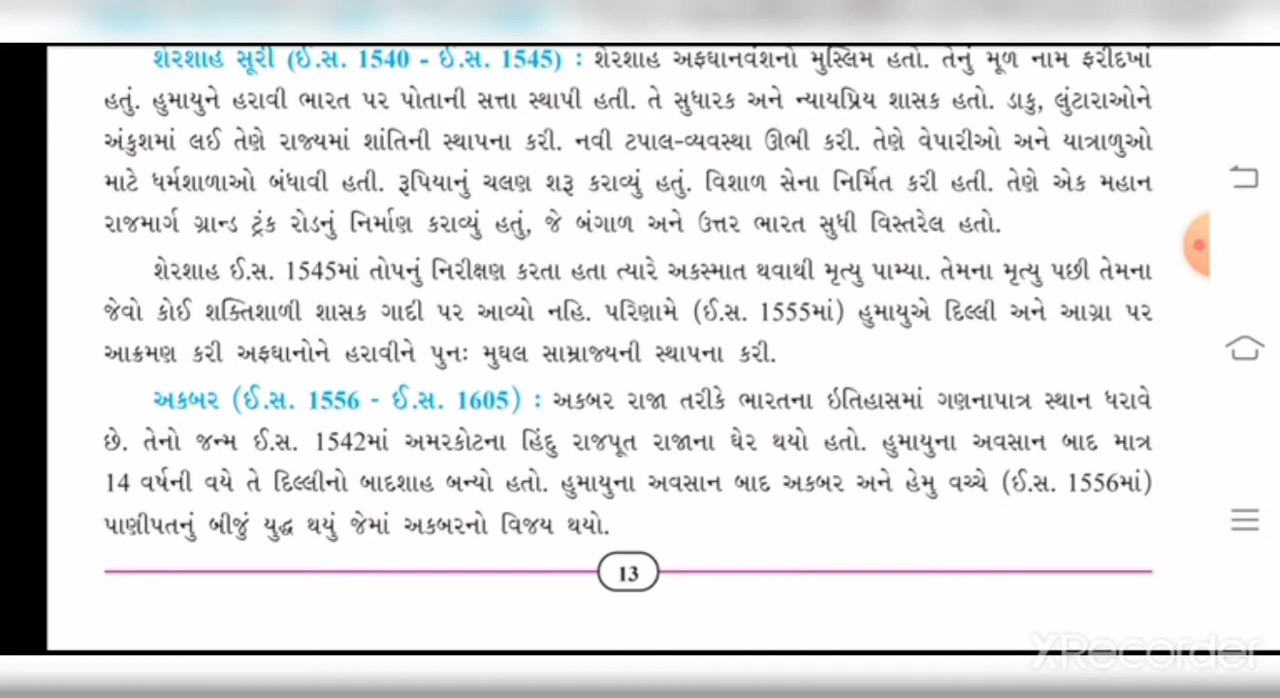 શેરશાહ સૂરી (ઈ.સ. 1540 - ઈ.સ. 1545) : શેરશાહ અફઘાનવંશનો મુસ્લિમ હતો. તેનું મૂળ નામ ફરીદખાં
હતું. હુમાયુને હરાવી ભારત પર પોતાની સત્તા સ્થાપી હતી. તે સુધારક અને ન્યાયપ્રિય શાસક હતો. ડાકુ, લુંટારાઓને
અંકુશમાં લઈ તેણે રાજ્યમાં શાંતિની સ્થાપના કરી. નવી ટપાલ-વ્યવસ્થા ઊભી કરી. તેણે વેપારીઓ અને યાત્રાળુઓ
માટે ધર્મશાળાઓ બંધાવી હતી. રૂપિયાનું ચલણ શરૂ કરાવ્યું હતું. વિશાળ સેના નિર્મિત કરી હતી. તેણે એક મહાન
રાજમાર્ગ ગ્રાન્ડ ટ્રંક રોડનું નિર્માણ કરાવ્યું હતું, જે બંગાળ અને ઉત્તર ભારત સુધી વિસ્તરેલ હતો.
શેરશાહ ઈ.સ. 1545માં તોપનું નિરીક્ષણ કરતા હતા ત્યારે અકસ્માત થવાથી મૃત્યુ પામ્યા. તેમના મૃત્યુ પછી તેમના
જેવો કોઈ શક્તિશાળી શાસક ગાદી પર આવ્યો નહિ. પરિણામે (ઈ.સ. 1555માં) હુમાયુએ દિલ્લી અને આગ્રા પર
આક્રમણ કરી અફઘાનોને હરાવીને પુનઃ મુઘલ સામ્રાજ્યની સ્થાપના કરી.
અકબર (ઈ.સ. 1556 - ઈ.સ. 1605) : અકબર રાજા તરીકે ભારતના ઇતિહાસમાં ગણનાપાત્ર સ્થાન ધરાવે
છે. તેનો જન્મ ઈ.સ. 1542માં અમરકોટના હિંદુ રાજપૂત રાજાના ઘેર થયો હતો. હુમાયુના અવસાન બાદ માત્ર
14 વર્ષની વયે તે દિલ્લીનો બાદશાહ બન્યો હતો. હુમાયુના અવસાન બાદ અકબર અને હેમુ વચ્ચે (ઈ.સ. 1556માં)
પાણીપતનું બીજું યુદ્ધ થયું જેમાં અકબરનો વિજય થયો.
13
XRecorder